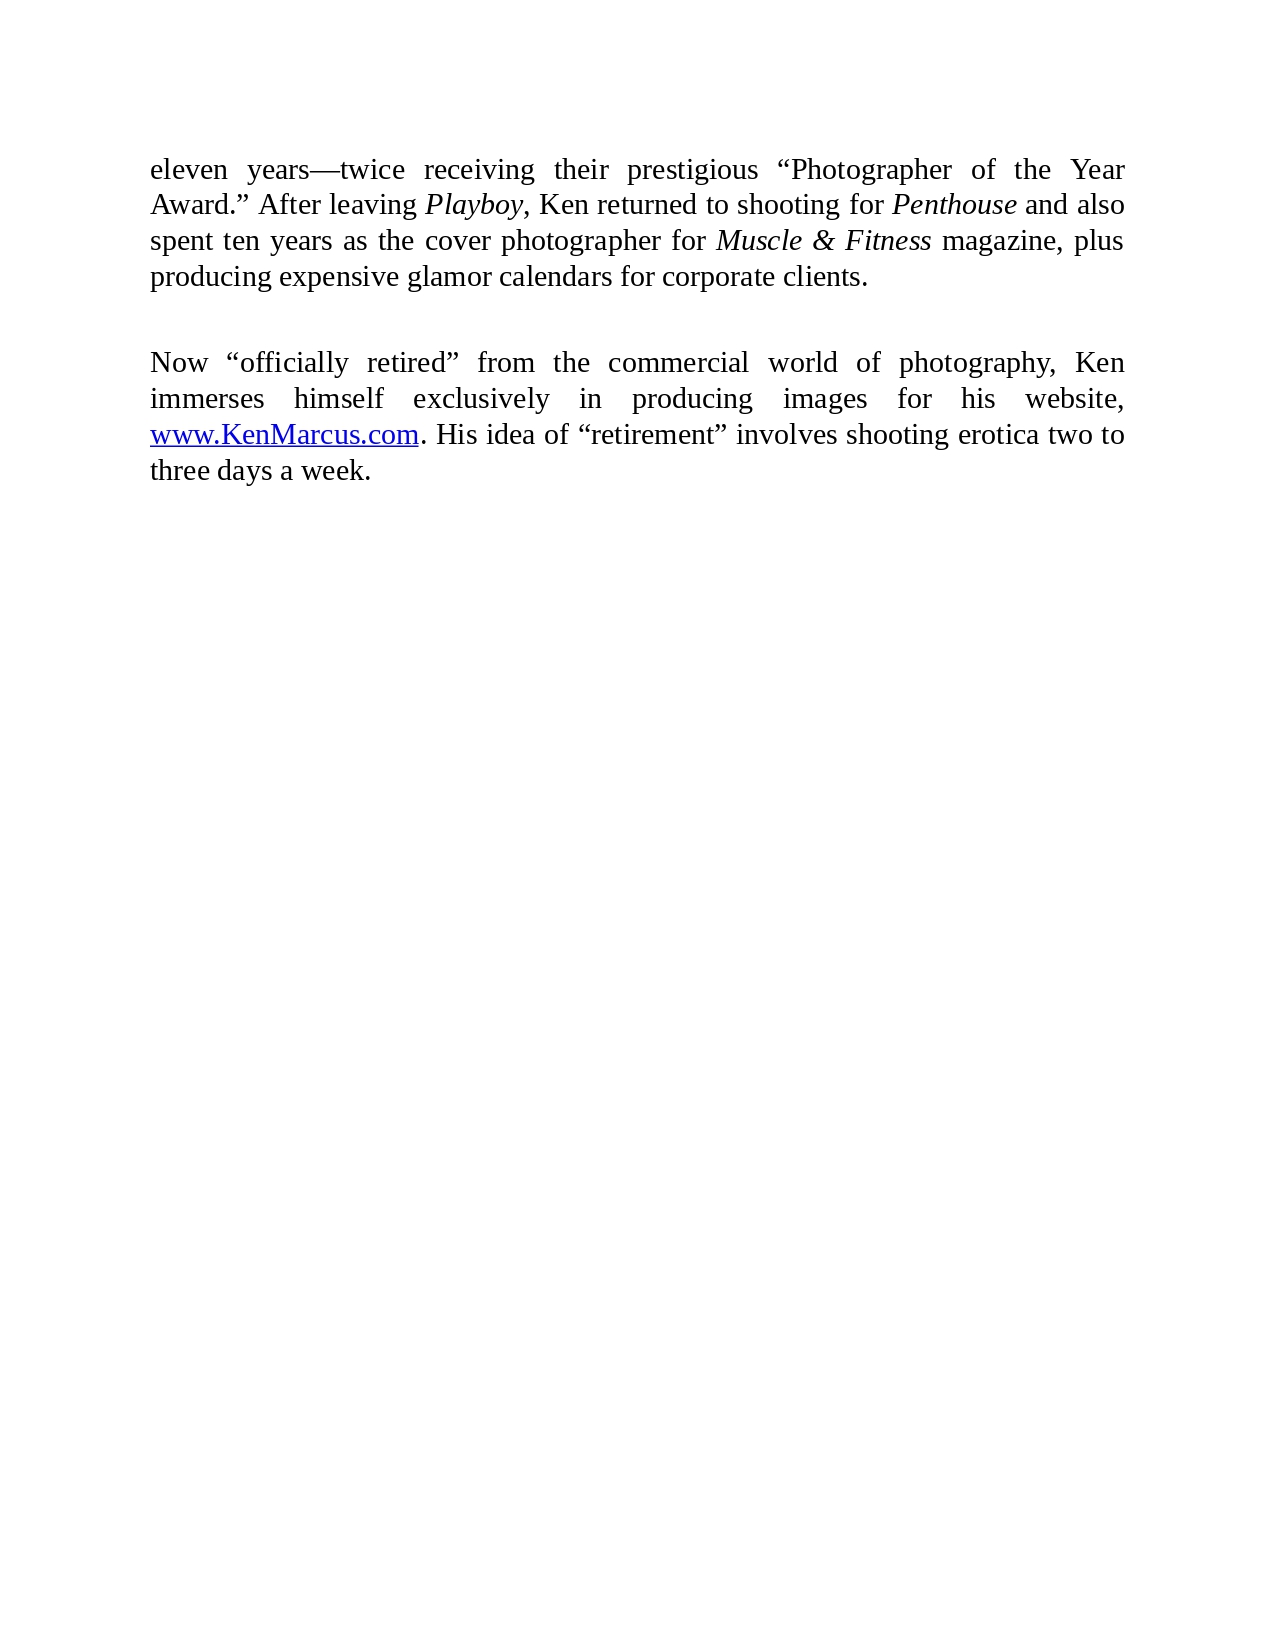 eleven years—twice receiving their prestigious “Photographer of the Year
Award.” After leaving Playboy, Ken returned to shooting for Penthouse and also
spent ten years as the cover photographer for Muscle & Fitness magazine, plus
producing expensive glamor calendars for corporate clients.
Now “officially retired” from the commercial world of photography, Ken
immerses himself exclusively in producing images for his website,
www.KenMarcus.com. His idea of “retirement” involves shooting erotica two to
three days a week.